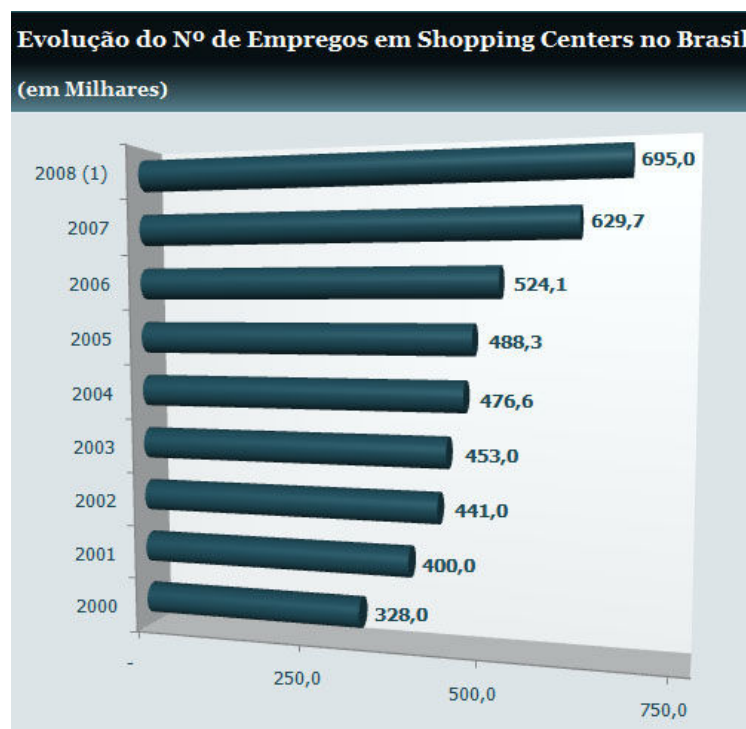 Evolução do Nº de Empregos em Shopping Centers no Brasil
(em Milhares)
2008 (1) 695,0
2007 629,7
2006 524,1
2005 488,3
2004 476,6
2003 453,0
2002 441,0
2001 400,0
2000 328,0
- 250,0 500,0 750,0